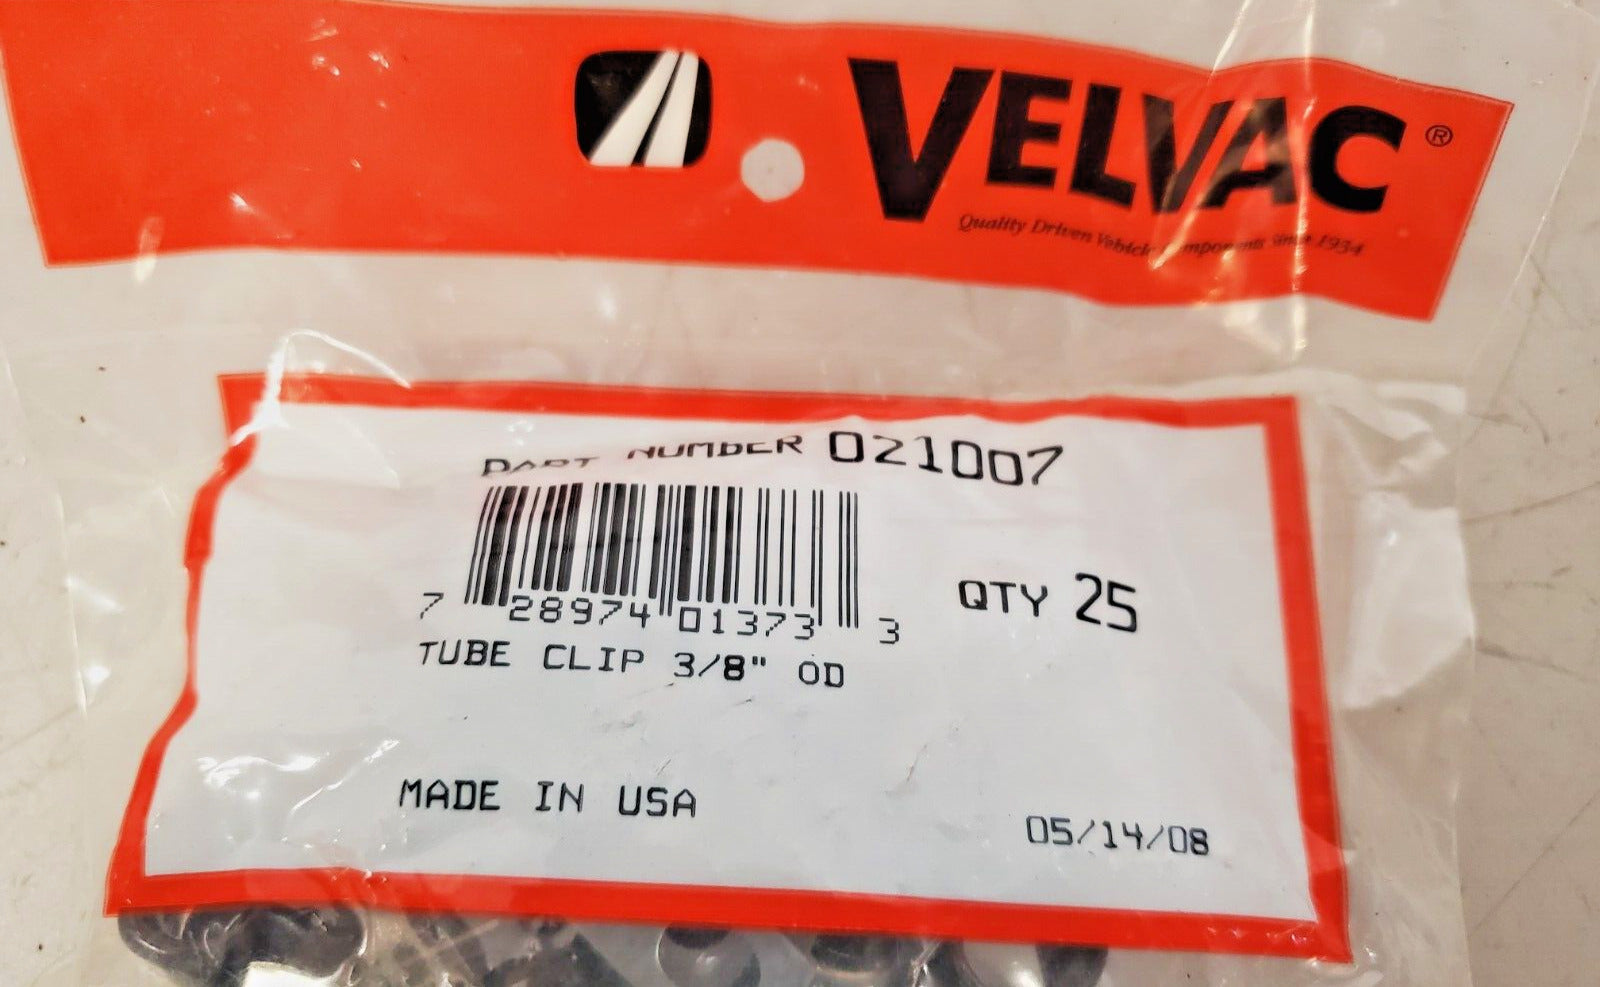 VELVAC®
Quality Driven Vehicle Components Since 1934
PART NUMBER 021007
7 28974 01373 3
QTY 25
TUBE CLIP 3/8" OD
MADE IN USA
05/14/08